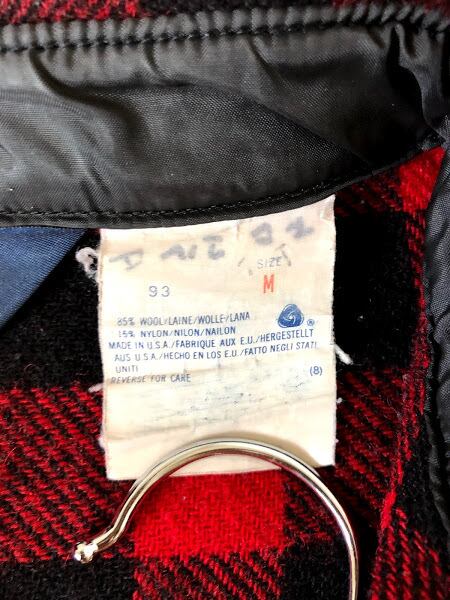 SIZE
93
M
85% WOOL/LAINE/WOLLE/LANA
15% NYLON/NILON/NAILON
MADE IN U.S.A./FABRIQUE AUX E.U./HERGESTELLT
AUS U.S.A./HECHO EN LOS E.U./FATTO NEGLI STATI
UNITI
REVERSE FOR CARE
(8)